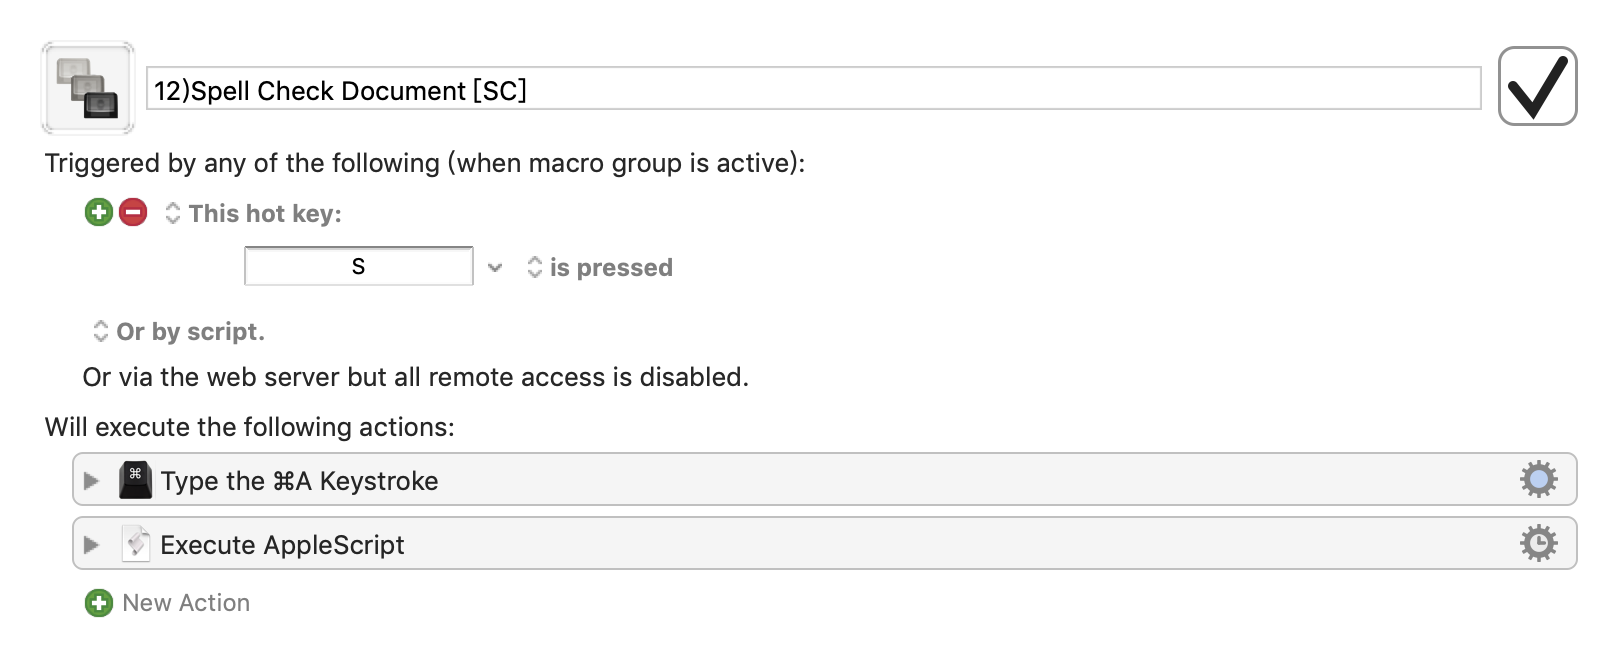 12)Spell Check Document [SC]
Triggered by any of the following (when macro group is active):
This hot key:
S
is pressed
Or by script.
Or via the web server but all remote access is disabled.
Will execute the following actions:
⌘ Type the ⌘A Keystroke
Execute AppleScript
New Action